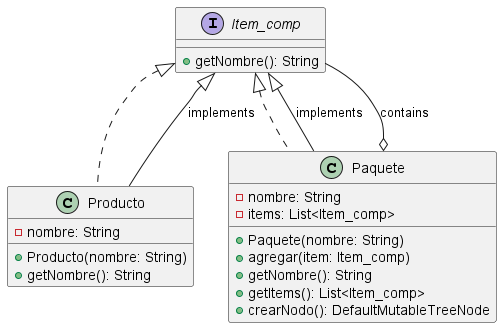 I Item_comp
getNombre(): String
implements
implements
contains
C Producto
nombre: String
Producto(nombre: String)
getNombre(): String
C Paquete
nombre: String
items: List<Item_comp>
Paquete(nombre: String)
agregar(item: Item_comp)
getNombre(): String
getItems(): List<Item_comp>
crearNodo(): DefaultMutableTreeNode